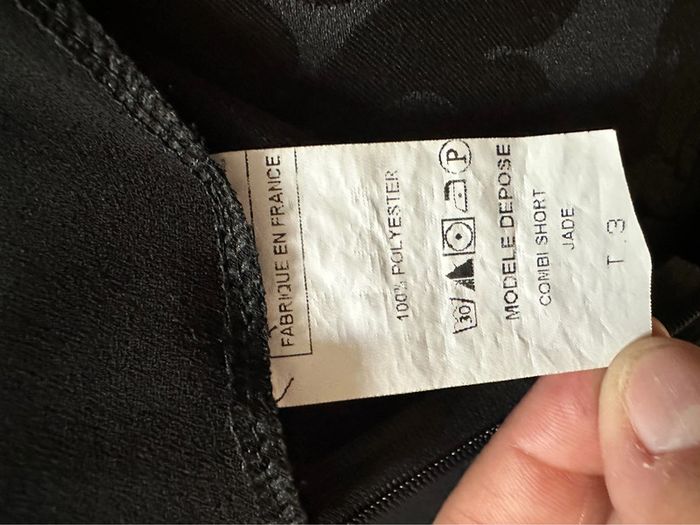 FABRIQUE EN FRANCE
100% POLYESTER
30 P
MODELE DEPOSE
COMBI SHORT
JADE
T.3